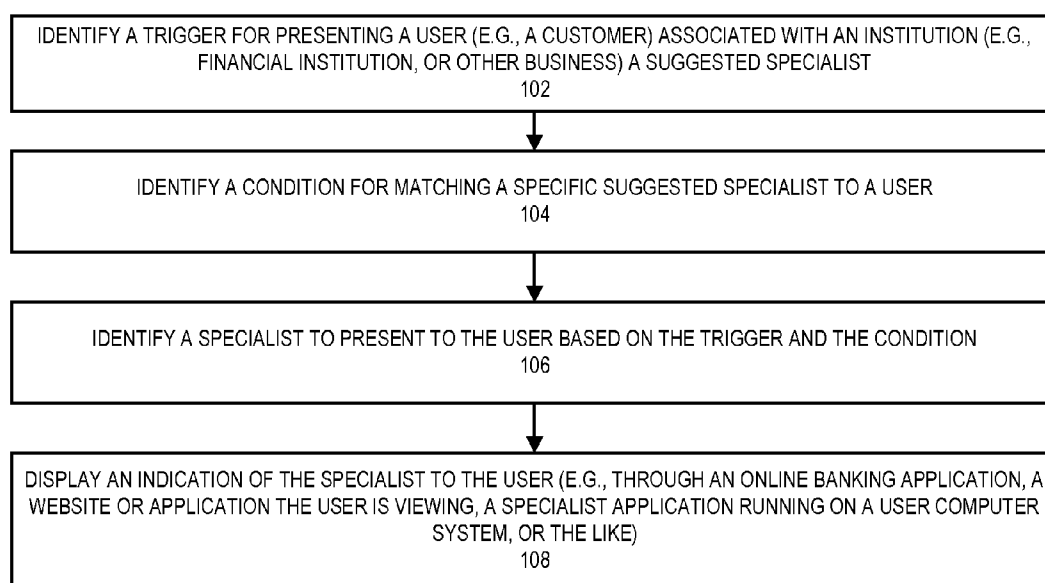 IDENTIFY A TRIGGER FOR PRESENTING A USER (E.G., A CUSTOMER) ASSOCIATED WITH AN INSTITUTION (E.G.,
FINANCIAL INSTITUTION, OR OTHER BUSINESS) A SUGGESTED SPECIALIST
102
IDENTIFY A CONDITION FOR MATCHING A SPECIFIC SUGGESTED SPECIALIST TO A USER
104
IDENTIFY A SPECIALIST TO PRESENT TO THE USER BASED ON THE TRIGGER AND THE CONDITION
106
DISPLAY AN INDICATION OF THE SPECIALIST TO THE USER (E.G., THROUGH AN ONLINE BANKING APPLICATION, A
WEBSITE OR APPLICATION THE USER IS VIEWING, A SPECIALIST APPLICATION RUNNING ON A USER COMPUTER
SYSTEM, OR THE LIKE)
108